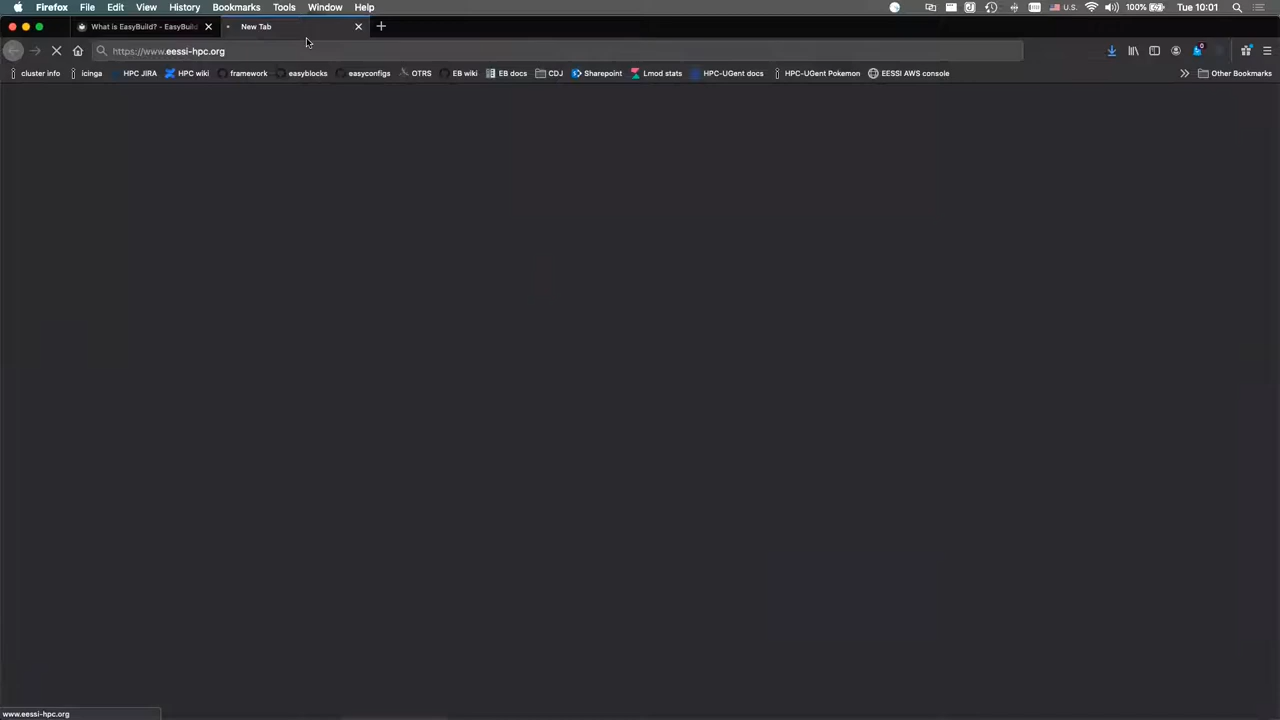 Firefox File Edit View History Bookmarks Tools Window Help U.S. 100% Tue 10:01
What is EasyBuild? - EasyBuild New Tab
https://www.eessi-hpc.org
cluster info icinga HPC JIRA HPC wiki framework easyblocks easyconfigs OTRS EB wiki EB docs CDJ Sharepoint Lmod stats HPC-UGent docs HPC-UGent Pokemon EESSI AWS console Other Bookmarks
www.eessi-hpc.org